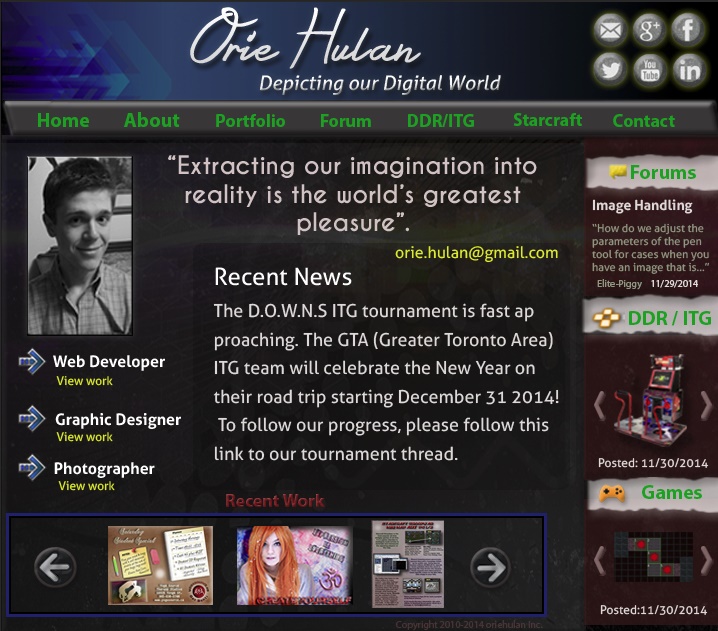 Orie Hulan
Depicting our Digital World
Home About Portfolio Forum DDR/ITG Starcraft Contact
“Extracting our imagination into
reality is the world’s greatest
pleasure”.
orie.hulan@gmail.com
Recent News
The D.O.W.N.S ITG tournament is fast ap
proaching. The GTA (Greater Toronto Area)
ITG team will celebrate the New Year on
their road trip starting December 31 2014!
To follow our progress, please follow this
link to our tournament thread.
Web Developer
View work
Graphic Designer
View work
Photographer
View work
Recent Work
Copyright 2010-2014 oriehulan Inc.
Forums
Image Handling
“How do we adjust the
parameters of the pen
tool for cases when you
have an image that is...”
Elite-Piggy 11/29/2014
DDR / ITG
Posted: 11/30/2014
Games
Posted:11/30/2014
g+
f
You
Tube
in